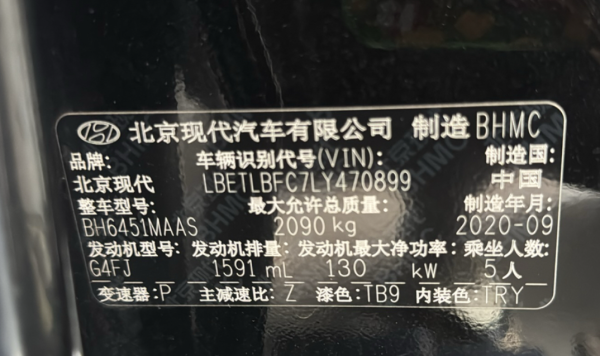 北京现代汽车有限公司 制造 BHMC
品牌: 车辆识别代号(VIN): 制造国:
北京现代 LBETLBFC7LY470899 中国
整车型号: 最大允许总质量: 制造年月:
BH6451MAAS 2090 kg 2020-09
发动机型号: 发动机排量: 发动机最大净功率: 乘坐人数:
G4FJ 1591 mL 130 kW 5人
变速器:P 主减速比: Z 漆色:TB9 内装色:TRY